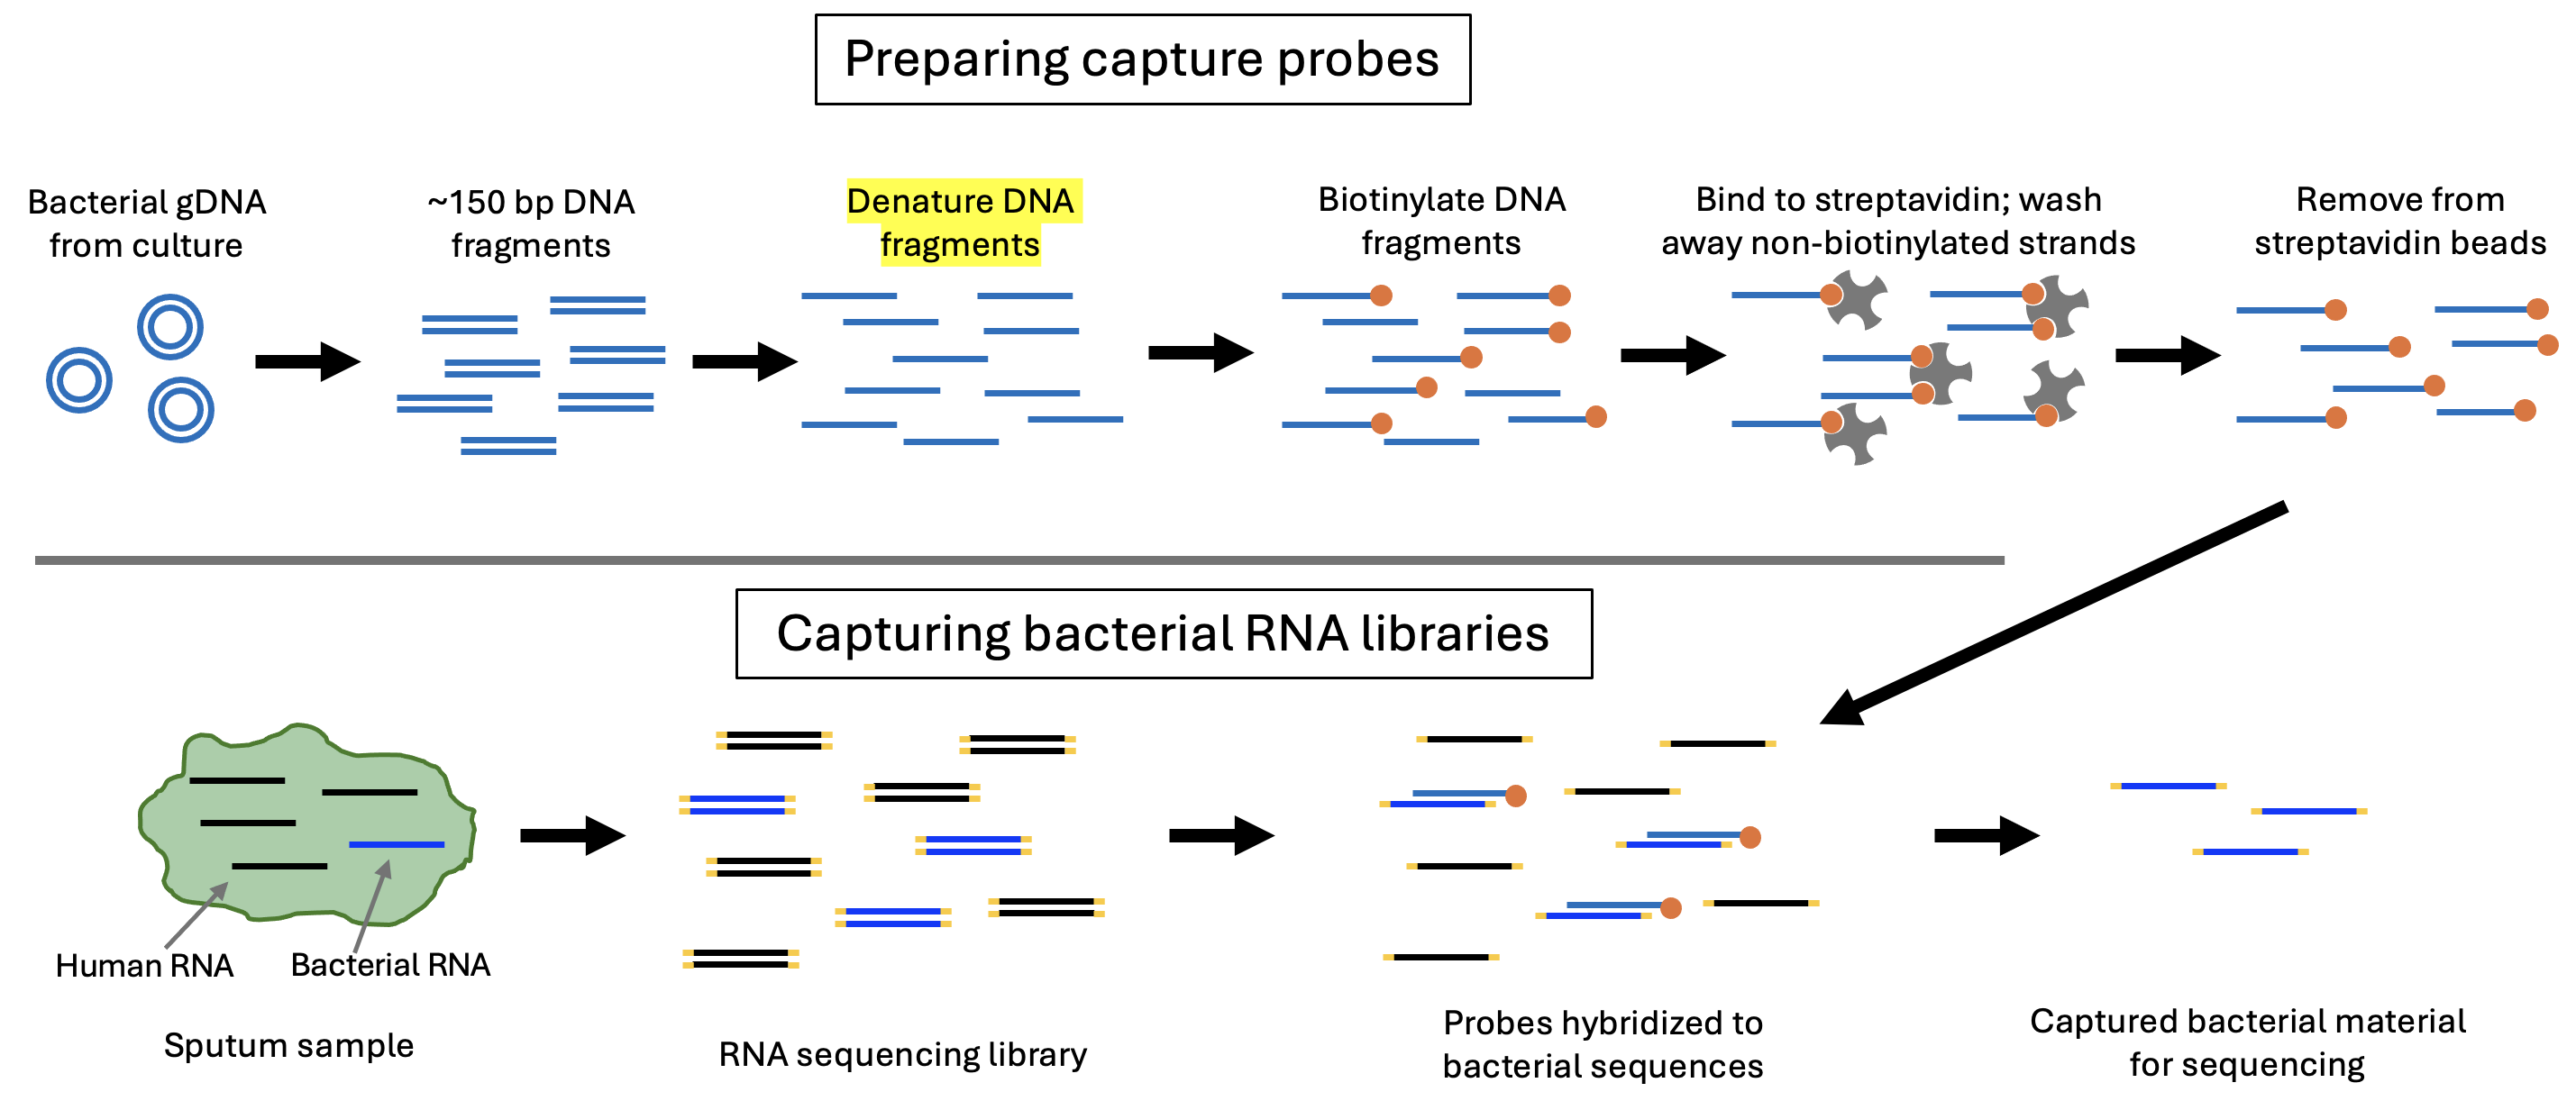 Preparing capture probes
Bacterial gDNA
from culture
~150 bp DNA
fragments
Denature DNA
fragments
Biotinylate DNA
fragments
Bind to streptavidin; wash
away non-biotinylated strands
Remove from
streptavidin beads
Capturing bacterial RNA libraries
Human RNA
Bacterial RNA
Sputum sample
RNA sequencing library
Probes hybridized to
bacterial sequences
Captured bacterial material
for sequencing